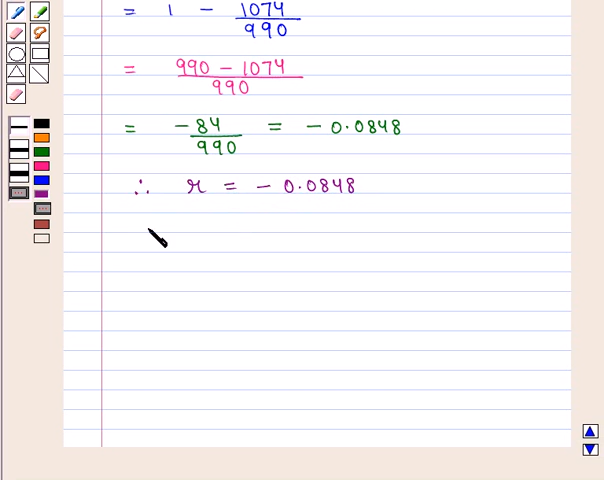 = 1 - 1074/990
= 990 - 1074/990
= -84/990 = -0.0848
∴ r = -0.0848